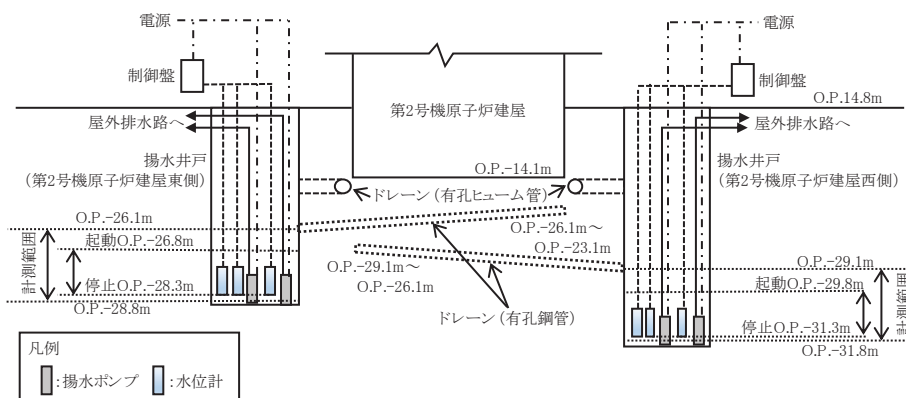 電源
電源
制御盤
制御盤
第2号機原子炉建屋
O.P.14.8m
屋外排水路へ
屋外排水路へ
揚水井戸
(第2号機原子炉建屋東側)
揚水井戸
(第2号機原子炉建屋西側)
O.P.-14.1m
ドレーン(有孔ヒューム管)
O.P.-26.1m
起動O.P.-26.8m
計測範囲
停止O.P.-28.3m
O.P.-28.8m
O.P.-26.1m~
O.P.-23.1m
O.P.-29.1m~
O.P.-26.1m
ドレーン(有孔鋼管)
O.P.-29.1m
起動O.P.-29.8m
計測範囲
停止O.P.-31.3m
O.P.-31.8m
凡例
:揚水ポンプ :水位計